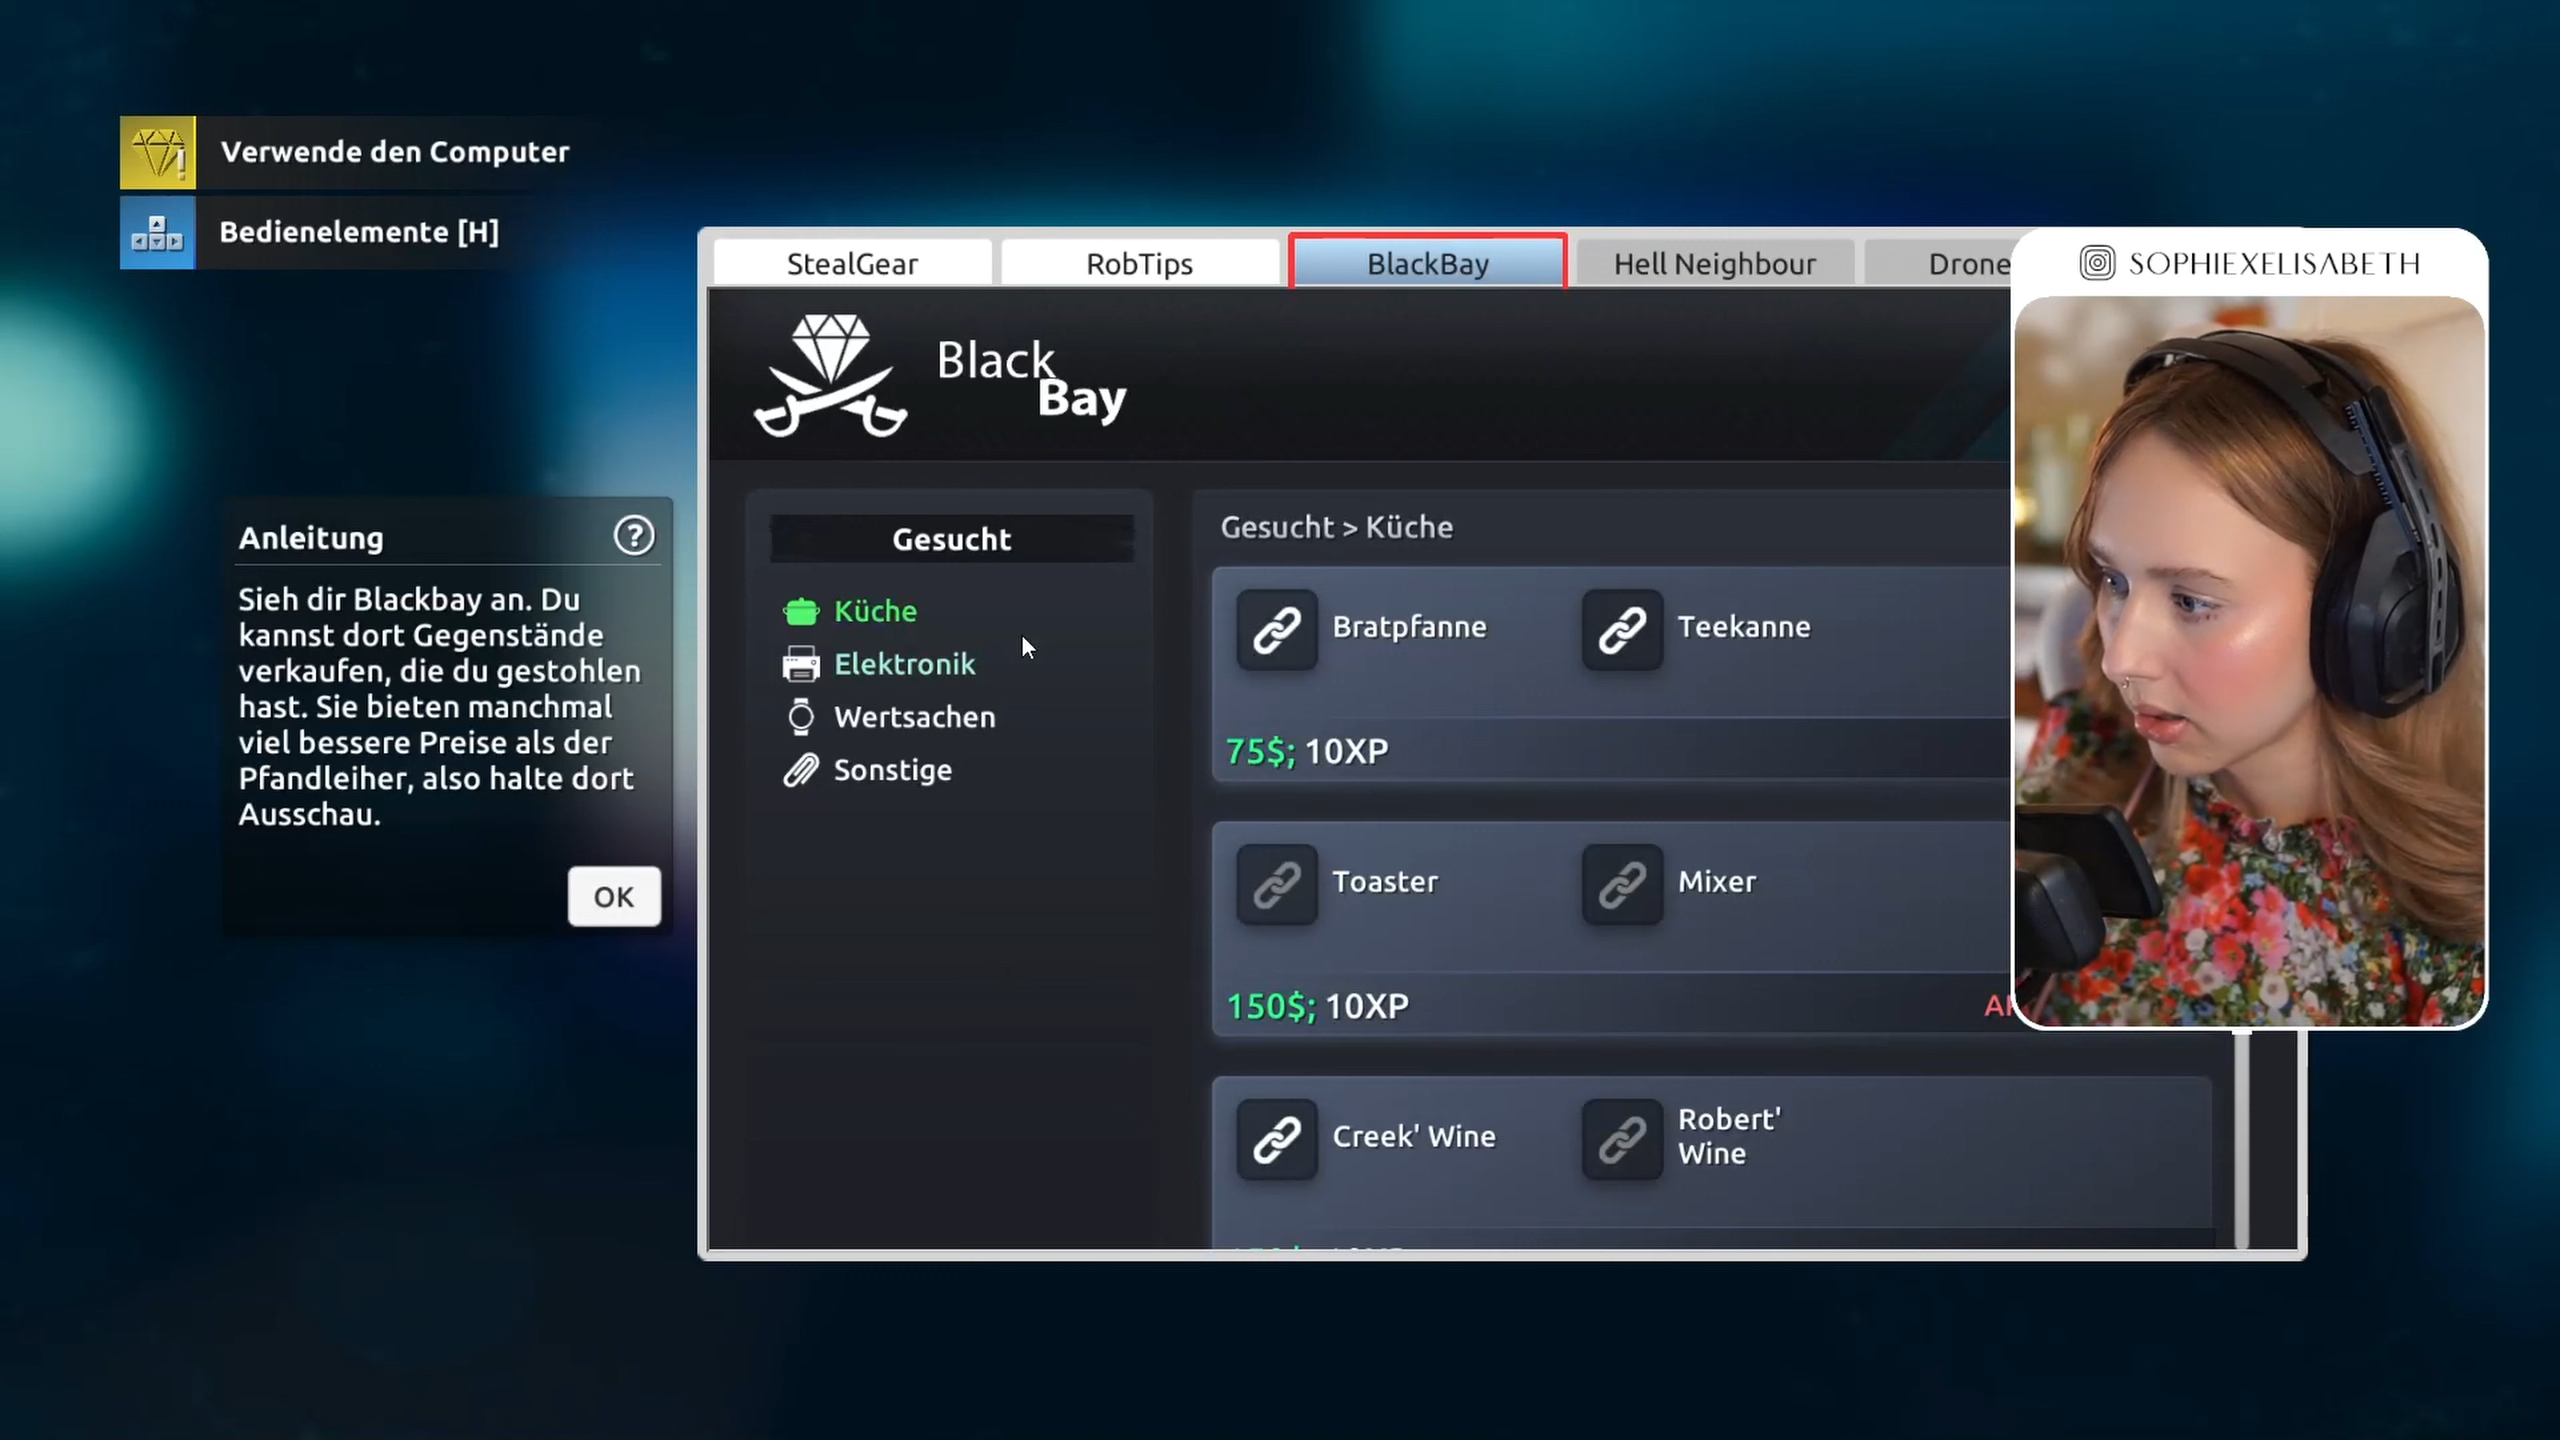 Verwende den Computer
Bedienelemente [H]
StealGear
RobTips
BlackBay
Hell Neighbour
Drone
SOPHIEXELISABETH
Black
Bay
Anleitung
?
Sieh dir Blackbay an. Du
kannst dort Gegenstände
verkaufen, die du gestohlen
hast. Sie bieten manchmal
viel bessere Preise als der
Pfandleiher, also halte dort
Ausschau.
OK
Gesucht
Küche
Elektronik
Wertsachen
Sonstige
Gesucht > Küche
Bratpfanne
Teekanne
75$; 10XP
Toaster
Mixer
150$; 10XP
Creek' Wine
Robert'
Wine